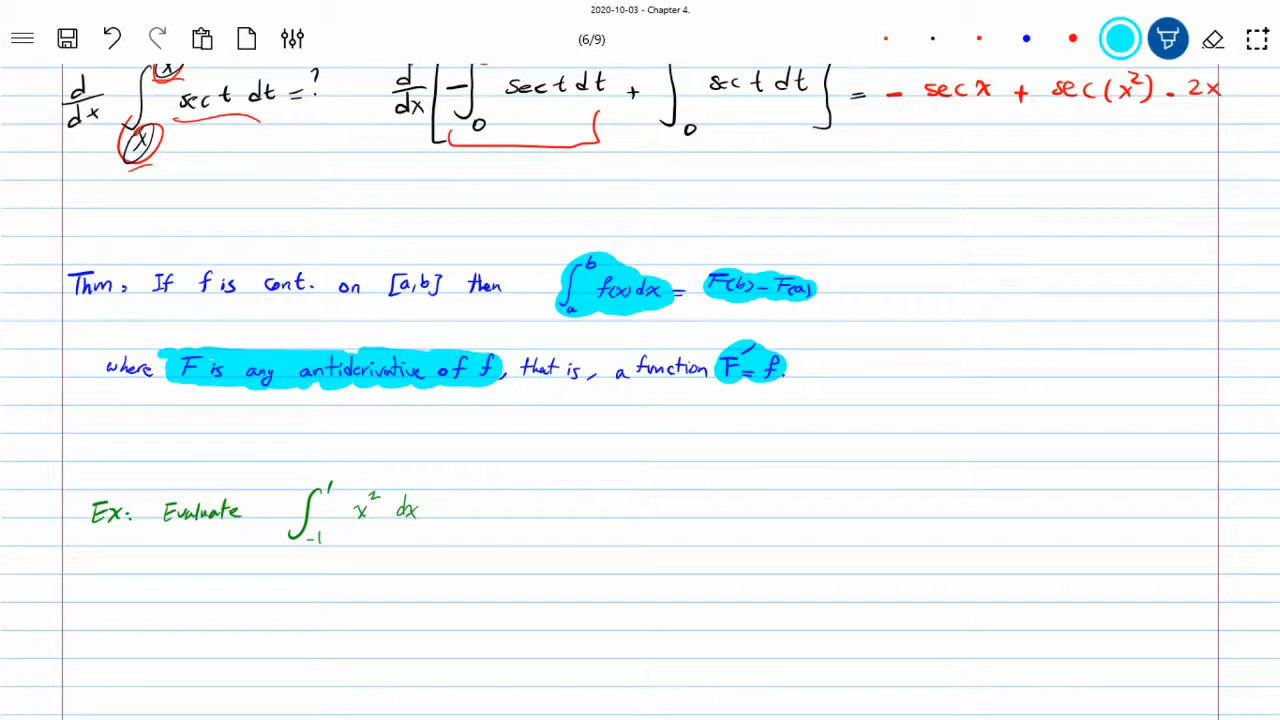 2020-10-03 - Chapter 4.
(6/9)
d/dx ∫_x^x sec t dt = ? d/dx [ -∫_0 sec t dt + ∫_0 sec t dt ] = - sec x + sec(x²) . 2x
Thm, If f is cont. on [a,b] then ∫_a^b f(x) dx = F(b) - F(a)
where F is any antiderivative of f, that is, a function F' = f.
Ex: Evaluate ∫_{-1}^1 x² dx